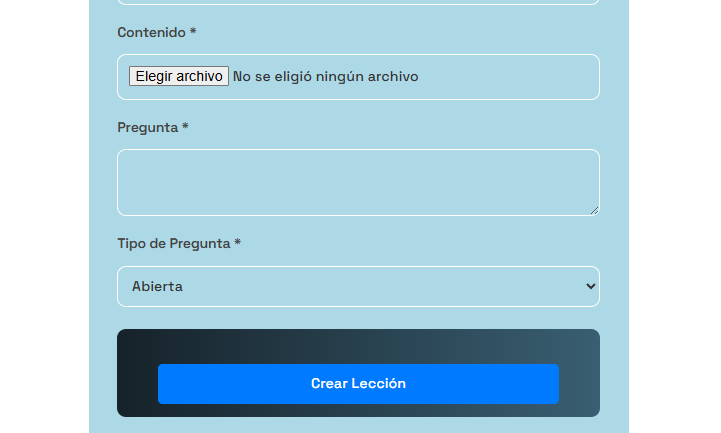 Contenido *
Elegir archivo No se eligió ningún archivo
Pregunta *
Tipo de Pregunta *
Abierta
Crear Lección